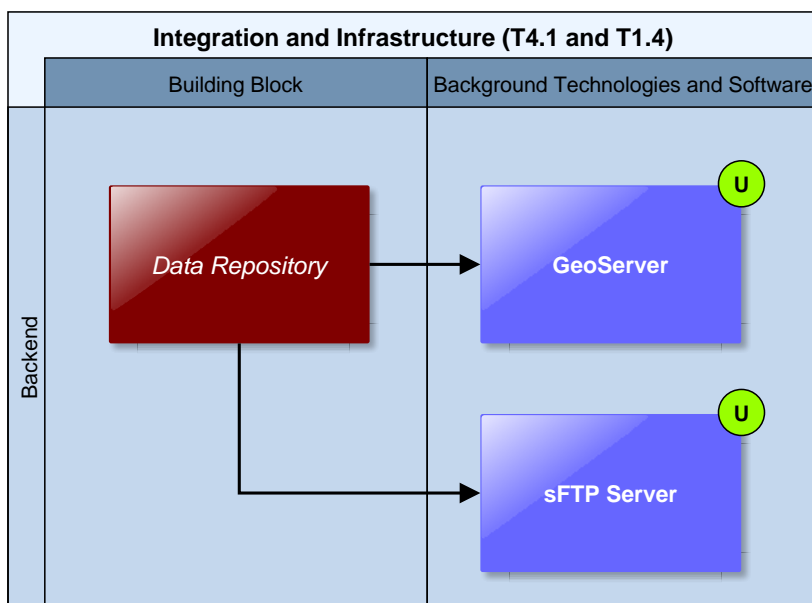 Integration and Infrastructure (T4.1 and T1.4)
Building Block
Background Technologies and Software
Backend
Data Repository
U
GeoServer
U
sFTP Server